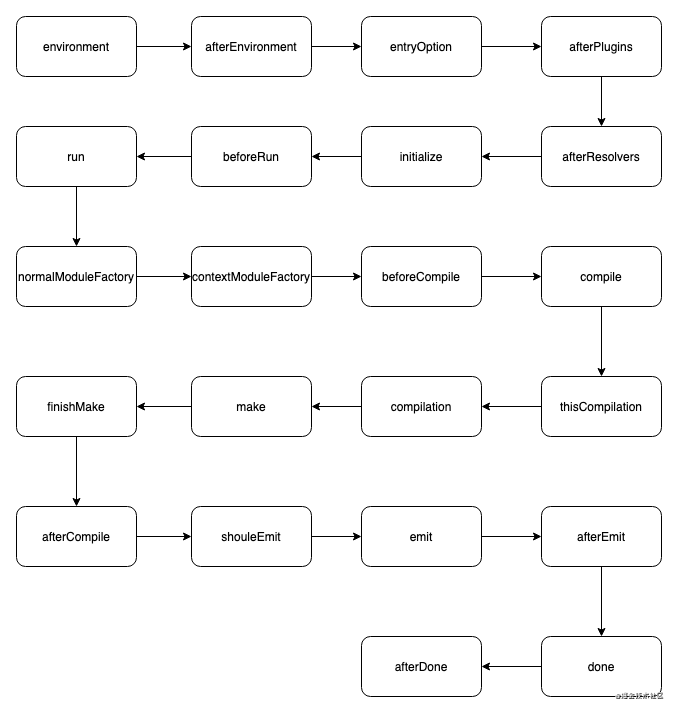 environment
afterEnvironment
entryOption
afterPlugins
run
beforeRun
initialize
afterResolvers
normalModuleFactory
contextModuleFactory
beforeCompile
compile
finishMake
make
compilation
thisCompilation
afterCompile
shouleEmit
emit
afterEmit
afterDone
done
@稀土掘金技术社区